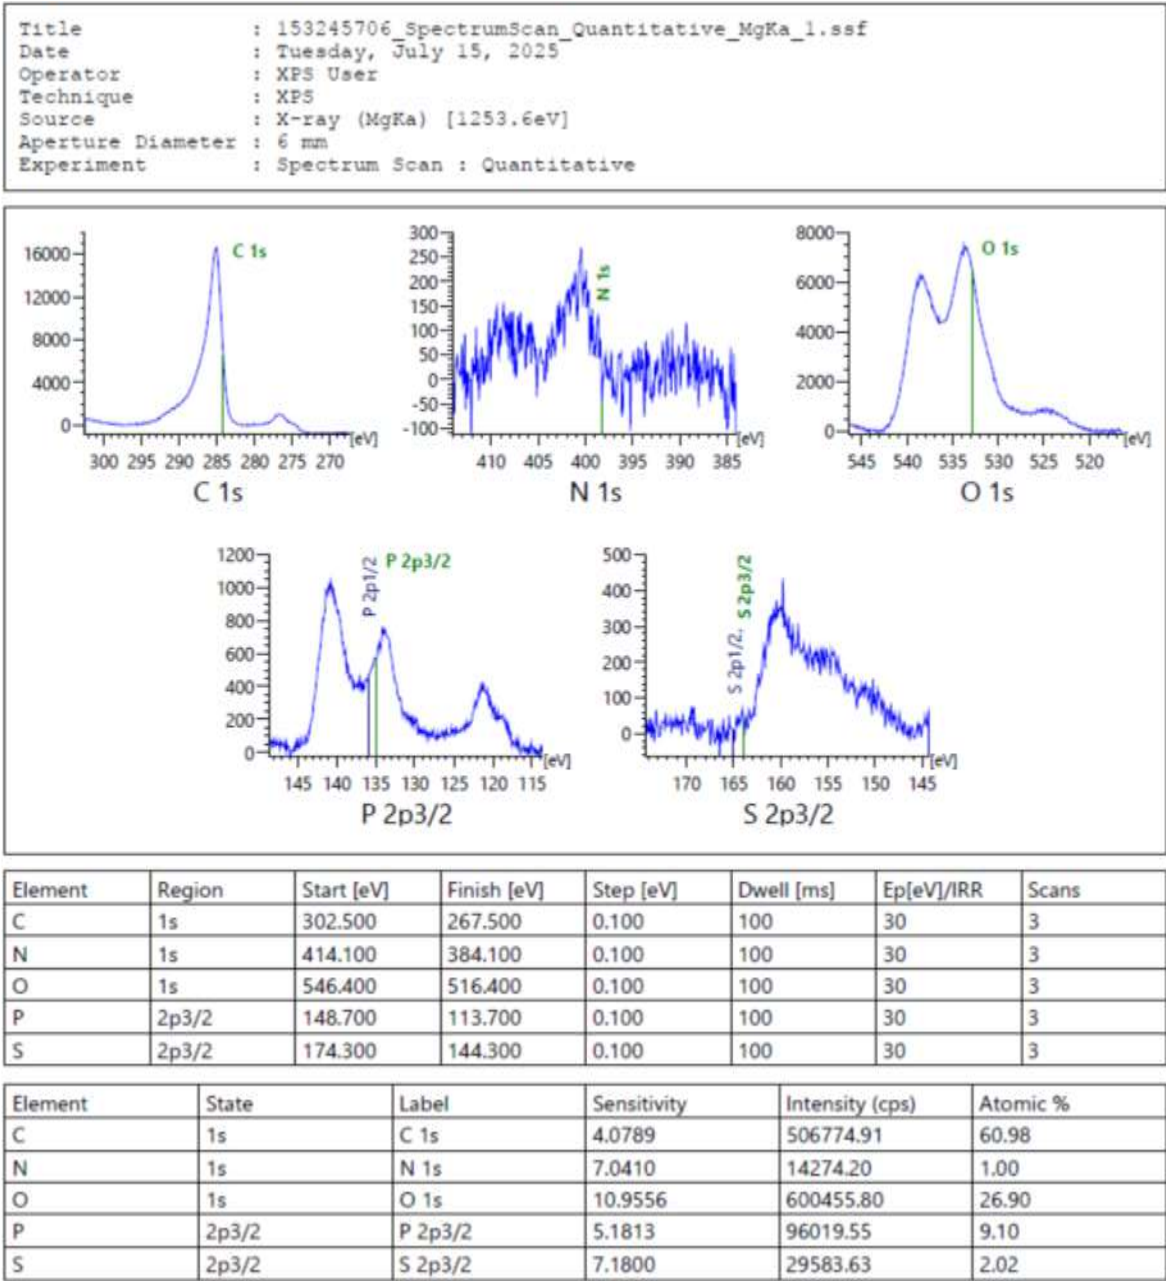 Title : 153245706_SpectrumScan_Quantitative_MgKa_1.ssf
Date : Tuesday, July 15, 2025
Operator : XPS User
Technique : XPS
Source : X-ray (MgKa) [1253.6eV]
Aperture Diameter : 6 mm
Experiment : Spectrum Scan : Quantitative
16000
12000
8000
4000
0
C 1s
[eV]
300 295 290 285 280 275 270
C 1s
300
250
200
150
100
50
0
-50
-100
N 1s
[eV]
410 405 400 395 390 385
N 1s
8000
6000
4000
2000
0
O 1s
[eV]
545 540 535 530 525 520
O 1s
1200
1000
800
600
400
200
0
P 2p1/2
P 2p3/2
[eV]
145 140 135 130 125 120 115
P 2p3/2
500
400
300
200
100
0
S 2p1/2.
S 2p3/2
[eV]
170 165 160 155 150 145
S 2p3/2
Element Region Start [eV] Finish [eV] Step [eV] Dwell [ms] Ep[eV]/IRR Scans
C 1s 302.500 267.500 0.100 100 30 3
N 1s 414.100 384.100 0.100 100 30 3
O 1s 546.400 516.400 0.100 100 30 3
P 2p3/2 148.700 113.700 0.100 100 30 3
S 2p3/2 174.300 144.300 0.100 100 30 3
Element State Label Sensitivity Intensity (cps) Atomic %
C 1s C 1s 4.0789 506774.91 60.98
N 1s N 1s 7.0410 14274.20 1.00
O 1s O 1s 10.9556 600455.80 26.90
P 2p3/2 P 2p3/2 5.1813 96019.55 9.10
S 2p3/2 S 2p3/2 7.1800 29583.63 2.02